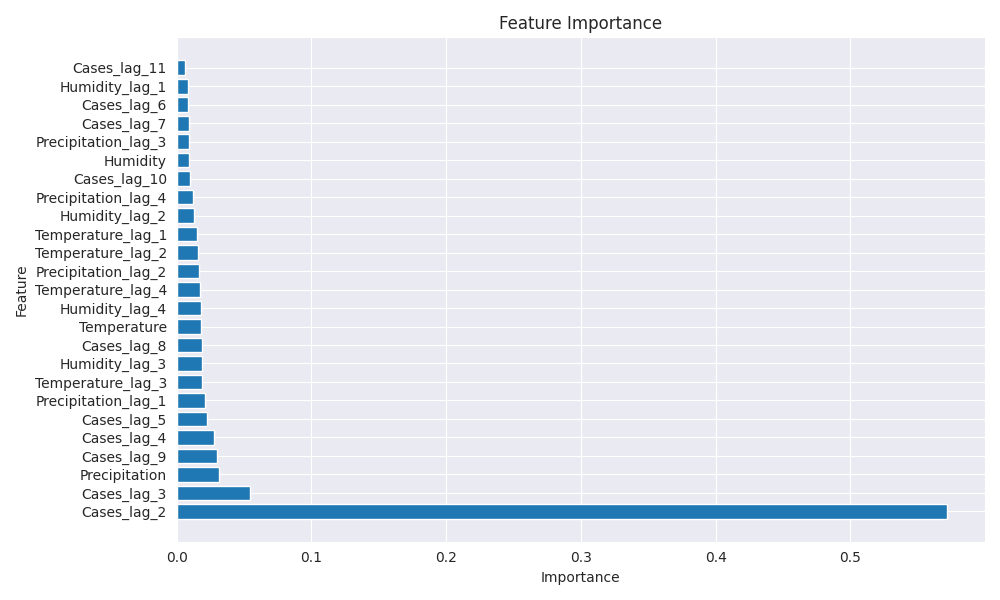 Feature Importance
Cases_lag_11
Humidity_lag_1
Cases_lag_6
Cases_lag_7
Precipitation_lag_3
Humidity
Cases_lag_10
Precipitation_lag_4
Humidity_lag_2
Temperature_lag_1
Temperature_lag_2
Precipitation_lag_2
Temperature_lag_4
Humidity_lag_4
Temperature
Cases_lag_8
Humidity_lag_3
Temperature_lag_3
Precipitation_lag_1
Cases_lag_5
Cases_lag_4
Cases_lag_9
Precipitation
Cases_lag_3
Cases_lag_2
Feature
0.0 0.1 0.2 0.3 0.4 0.5
Importance